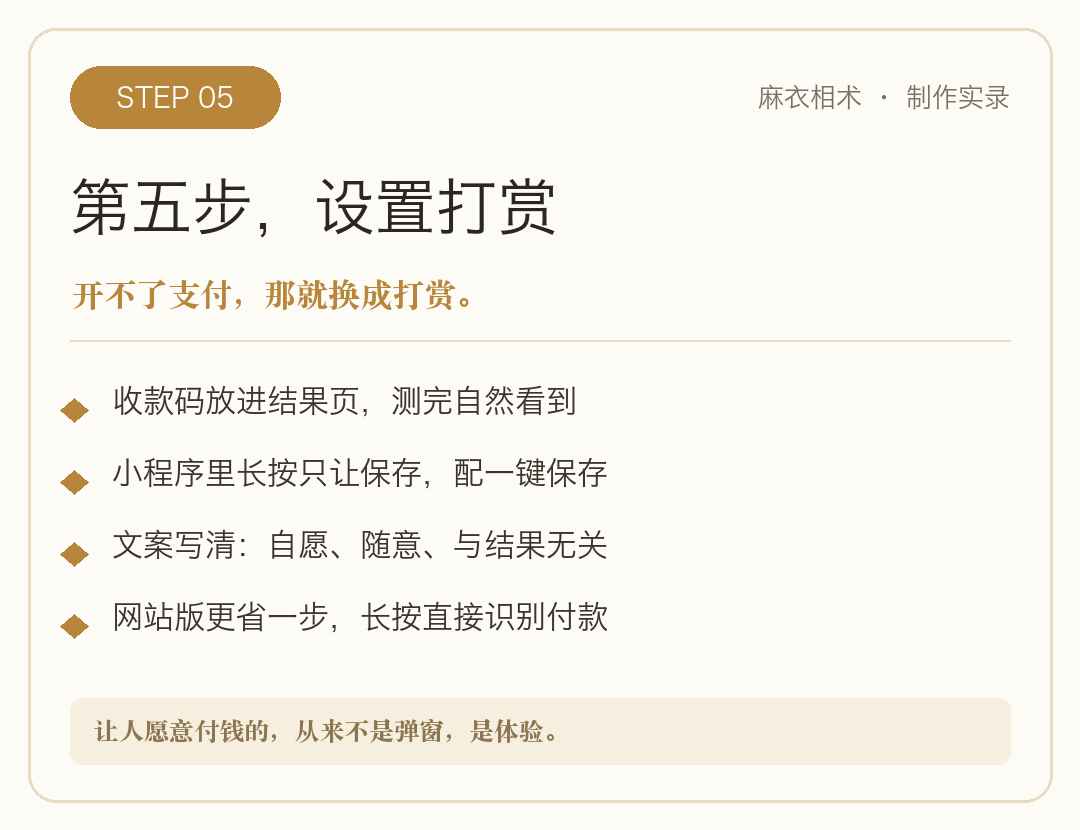 STEP 05
麻衣相术 · 制作实录
第五步，设置打赏
开不了支付，那就换成打赏。
收款码放进结果页，测完自然看到
小程序里长按只让保存，配一键保存
文案写清：自愿、随意、与结果无关
网站版更省一步，长按直接识别付款
让人愿意付钱的，从来不是弹窗，是体验。